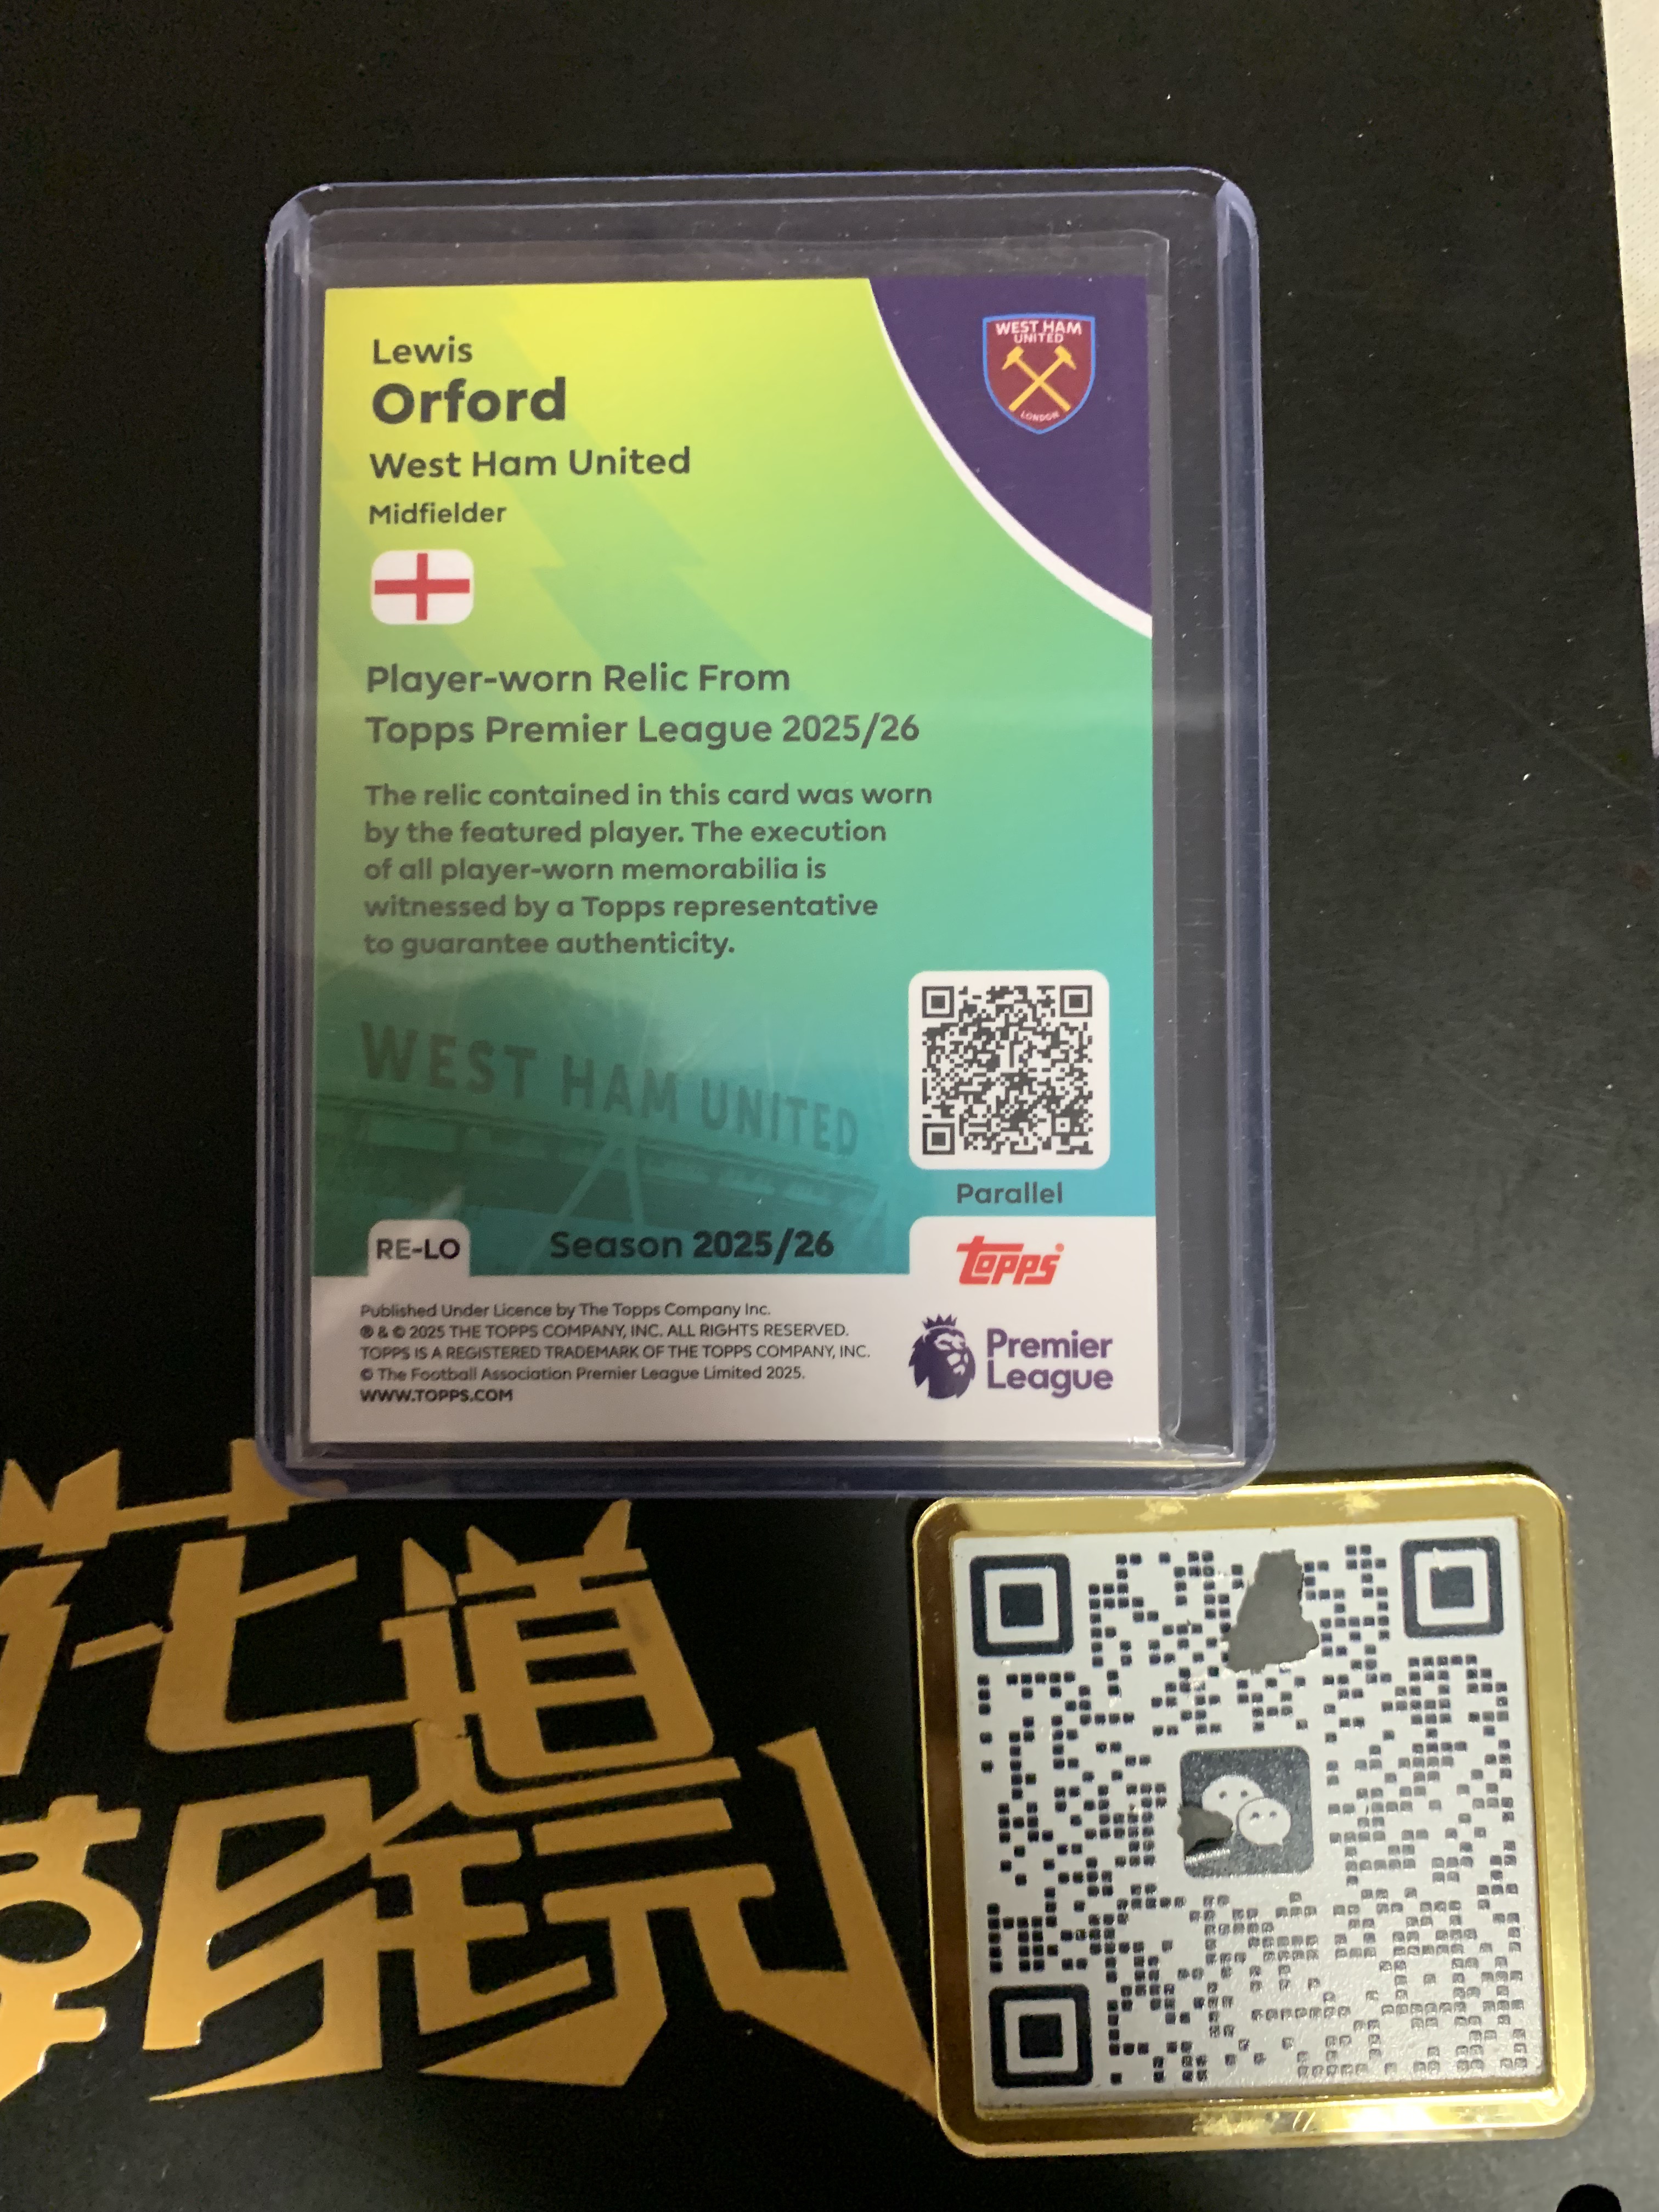 Lewis
Orford
West Ham United
Midfielder
WEST HAM
UNITED
LONDON
Player-worn Relic From
Topps Premier League 2025/26
The relic contained in this card was worn
by the featured player. The execution
of all player-worn memorabilia is
witnessed by a Topps representative
to guarantee authenticity.
WEST HAM UNITED
Parallel
RE-LO
Season 2025/26
topps
Published Under Licence by The Topps Company Inc.
® & © 2025 THE TOPPS COMPANY, INC. ALL RIGHTS RESERVED.
TOPPS IS A REGISTERED TRADEMARK OF THE TOPPS COMPANY, INC.
© The Football Association Premier League Limited 2025.
WWW.TOPPS.COM
Premier
League
七道
玩